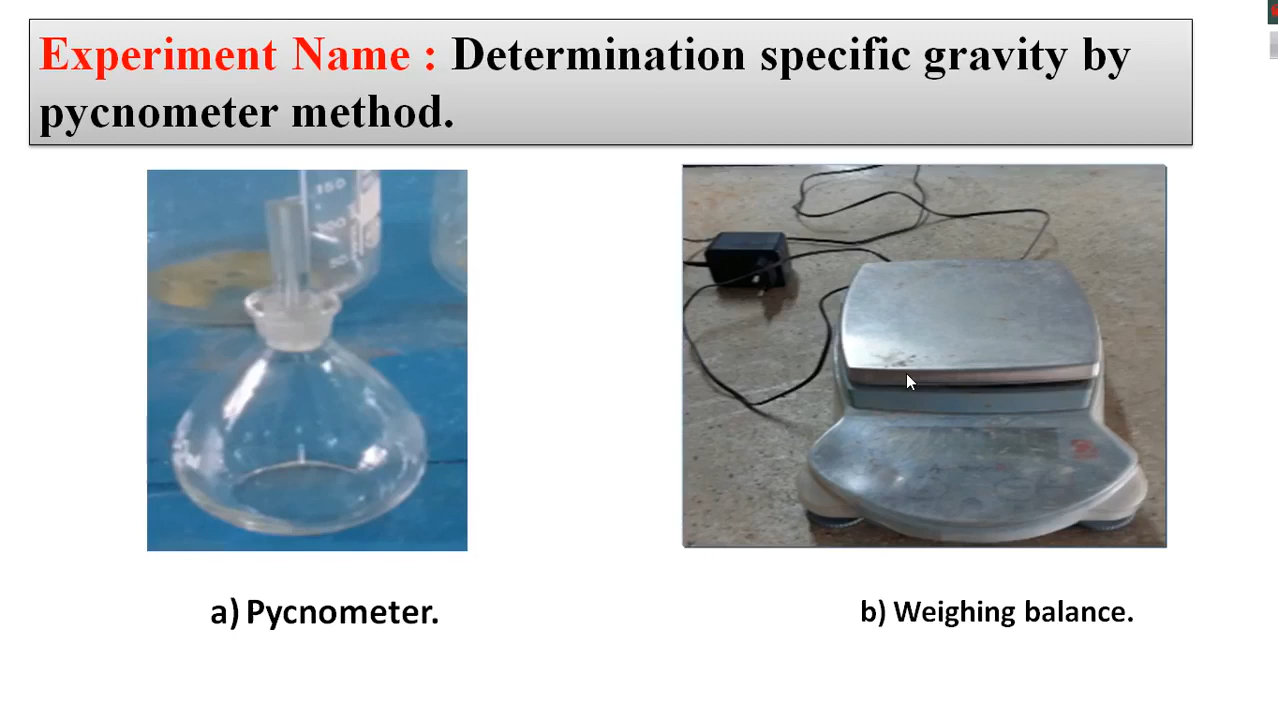 Experiment Name : Determination specific gravity by
pycnometer method.
a) Pycnometer.
b) Weighing balance.